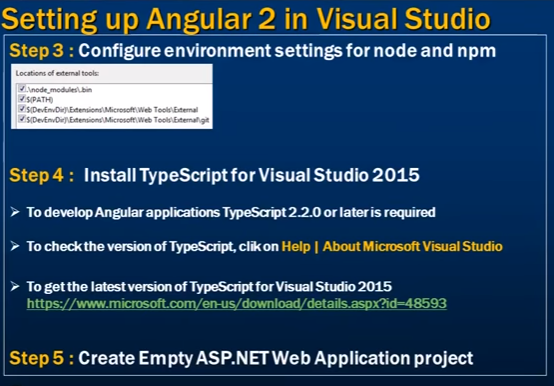 Setting up Angular 2 in Visual Studio
Step 3 : Configure environment settings for node and npm
Locations of external tools:
.\node_modules\.bin
$(PATH)
$(DevEnvDir)\Extensions\Microsoft\Web Tools\External
$(DevEnvDir)\Extensions\Microsoft\Web Tools\External\git
Step 4 : Install TypeScript for Visual Studio 2015
➢ To develop Angular applications TypeScript 2.2.0 or later is required
➢ To check the version of TypeScript, clik on Help | About Microsoft Visual Studio
➢ To get the latest version of TypeScript for Visual Studio 2015
https://www.microsoft.com/en-us/download/details.aspx?id=48593
Step 5 : Create Empty ASP.NET Web Application project